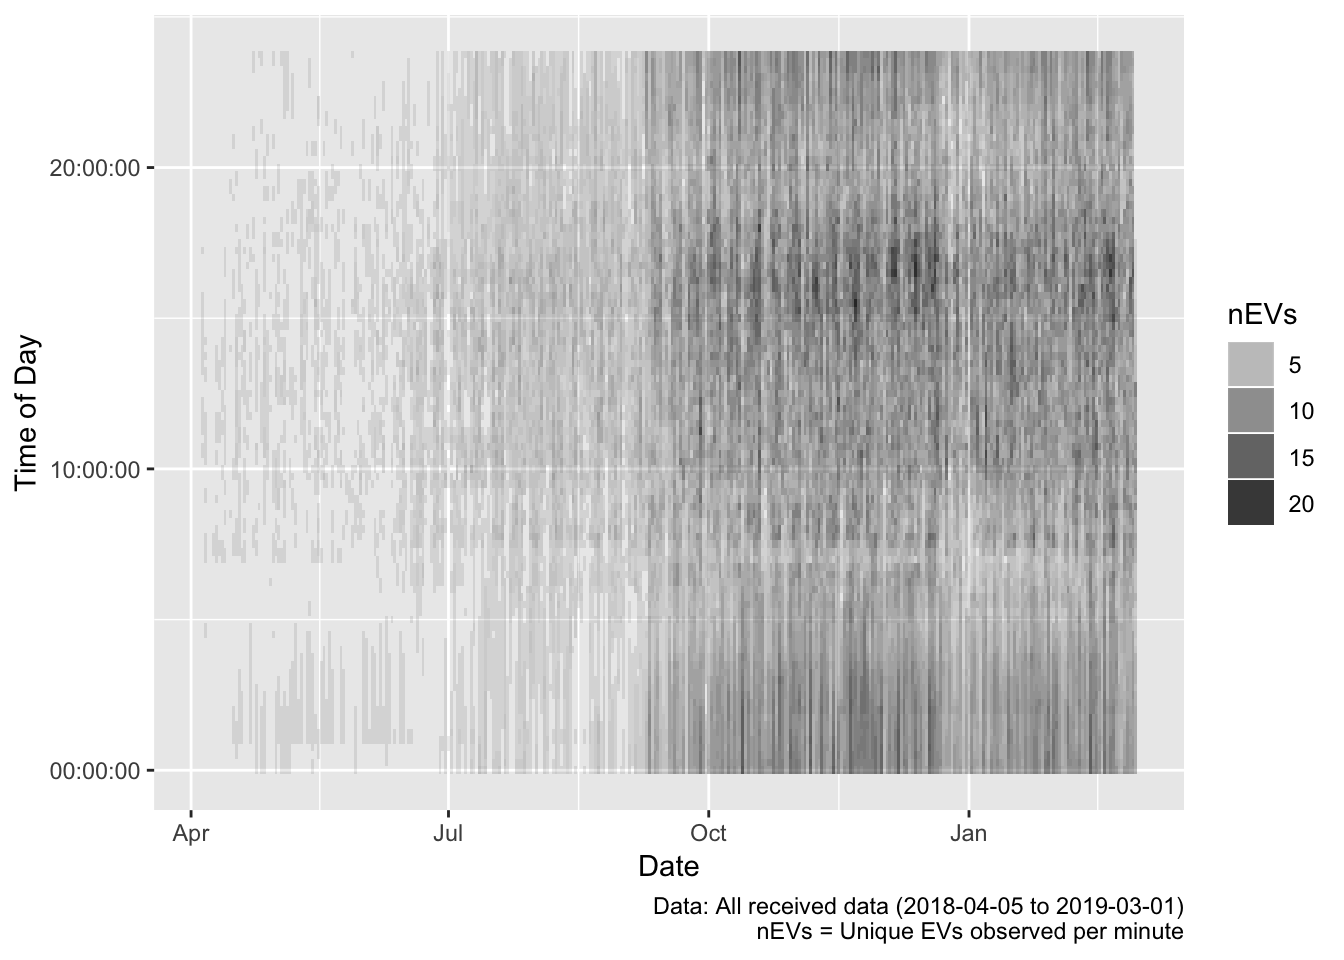 20:00:00
10:00:00
00:00:00
Time of Day
Apr
Jul
Oct
Jan
Date
nEVs
5
10
15
20
Data: All received data (2018-04-05 to 2019-03-01)
nEVs = Unique EVs observed per minute